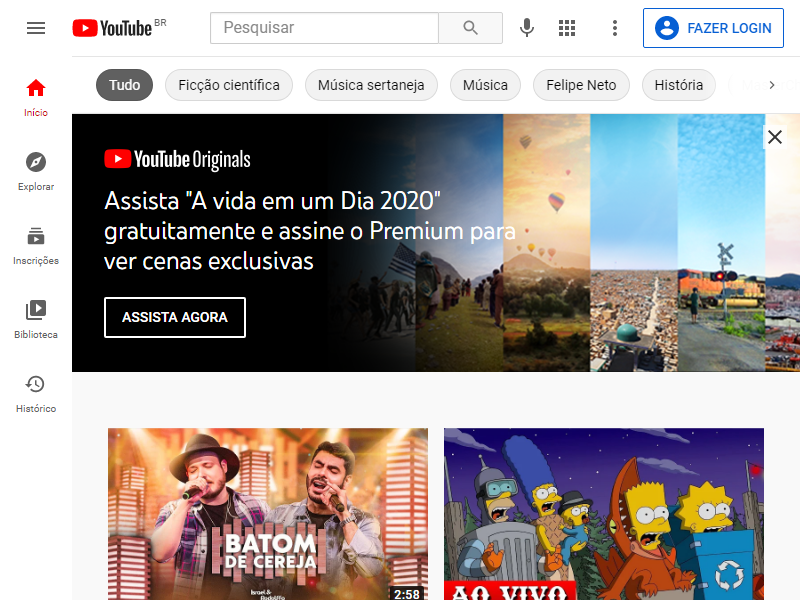 YouTube BR
Pesquisar
FAZER LOGIN
Tudo
Ficção científica
Música sertaneja
Música
Felipe Neto
História
Início
Explorar
Inscrições
Biblioteca
Histórico
YouTube Originals
Assista "A vida em um Dia 2020"
gratuitamente e assine o Premium para
ver cenas exclusivas
ASSISTA AGORA
BATOM
DE CEREJA
Israel &
Rodolffo
2:58
AO VIVO